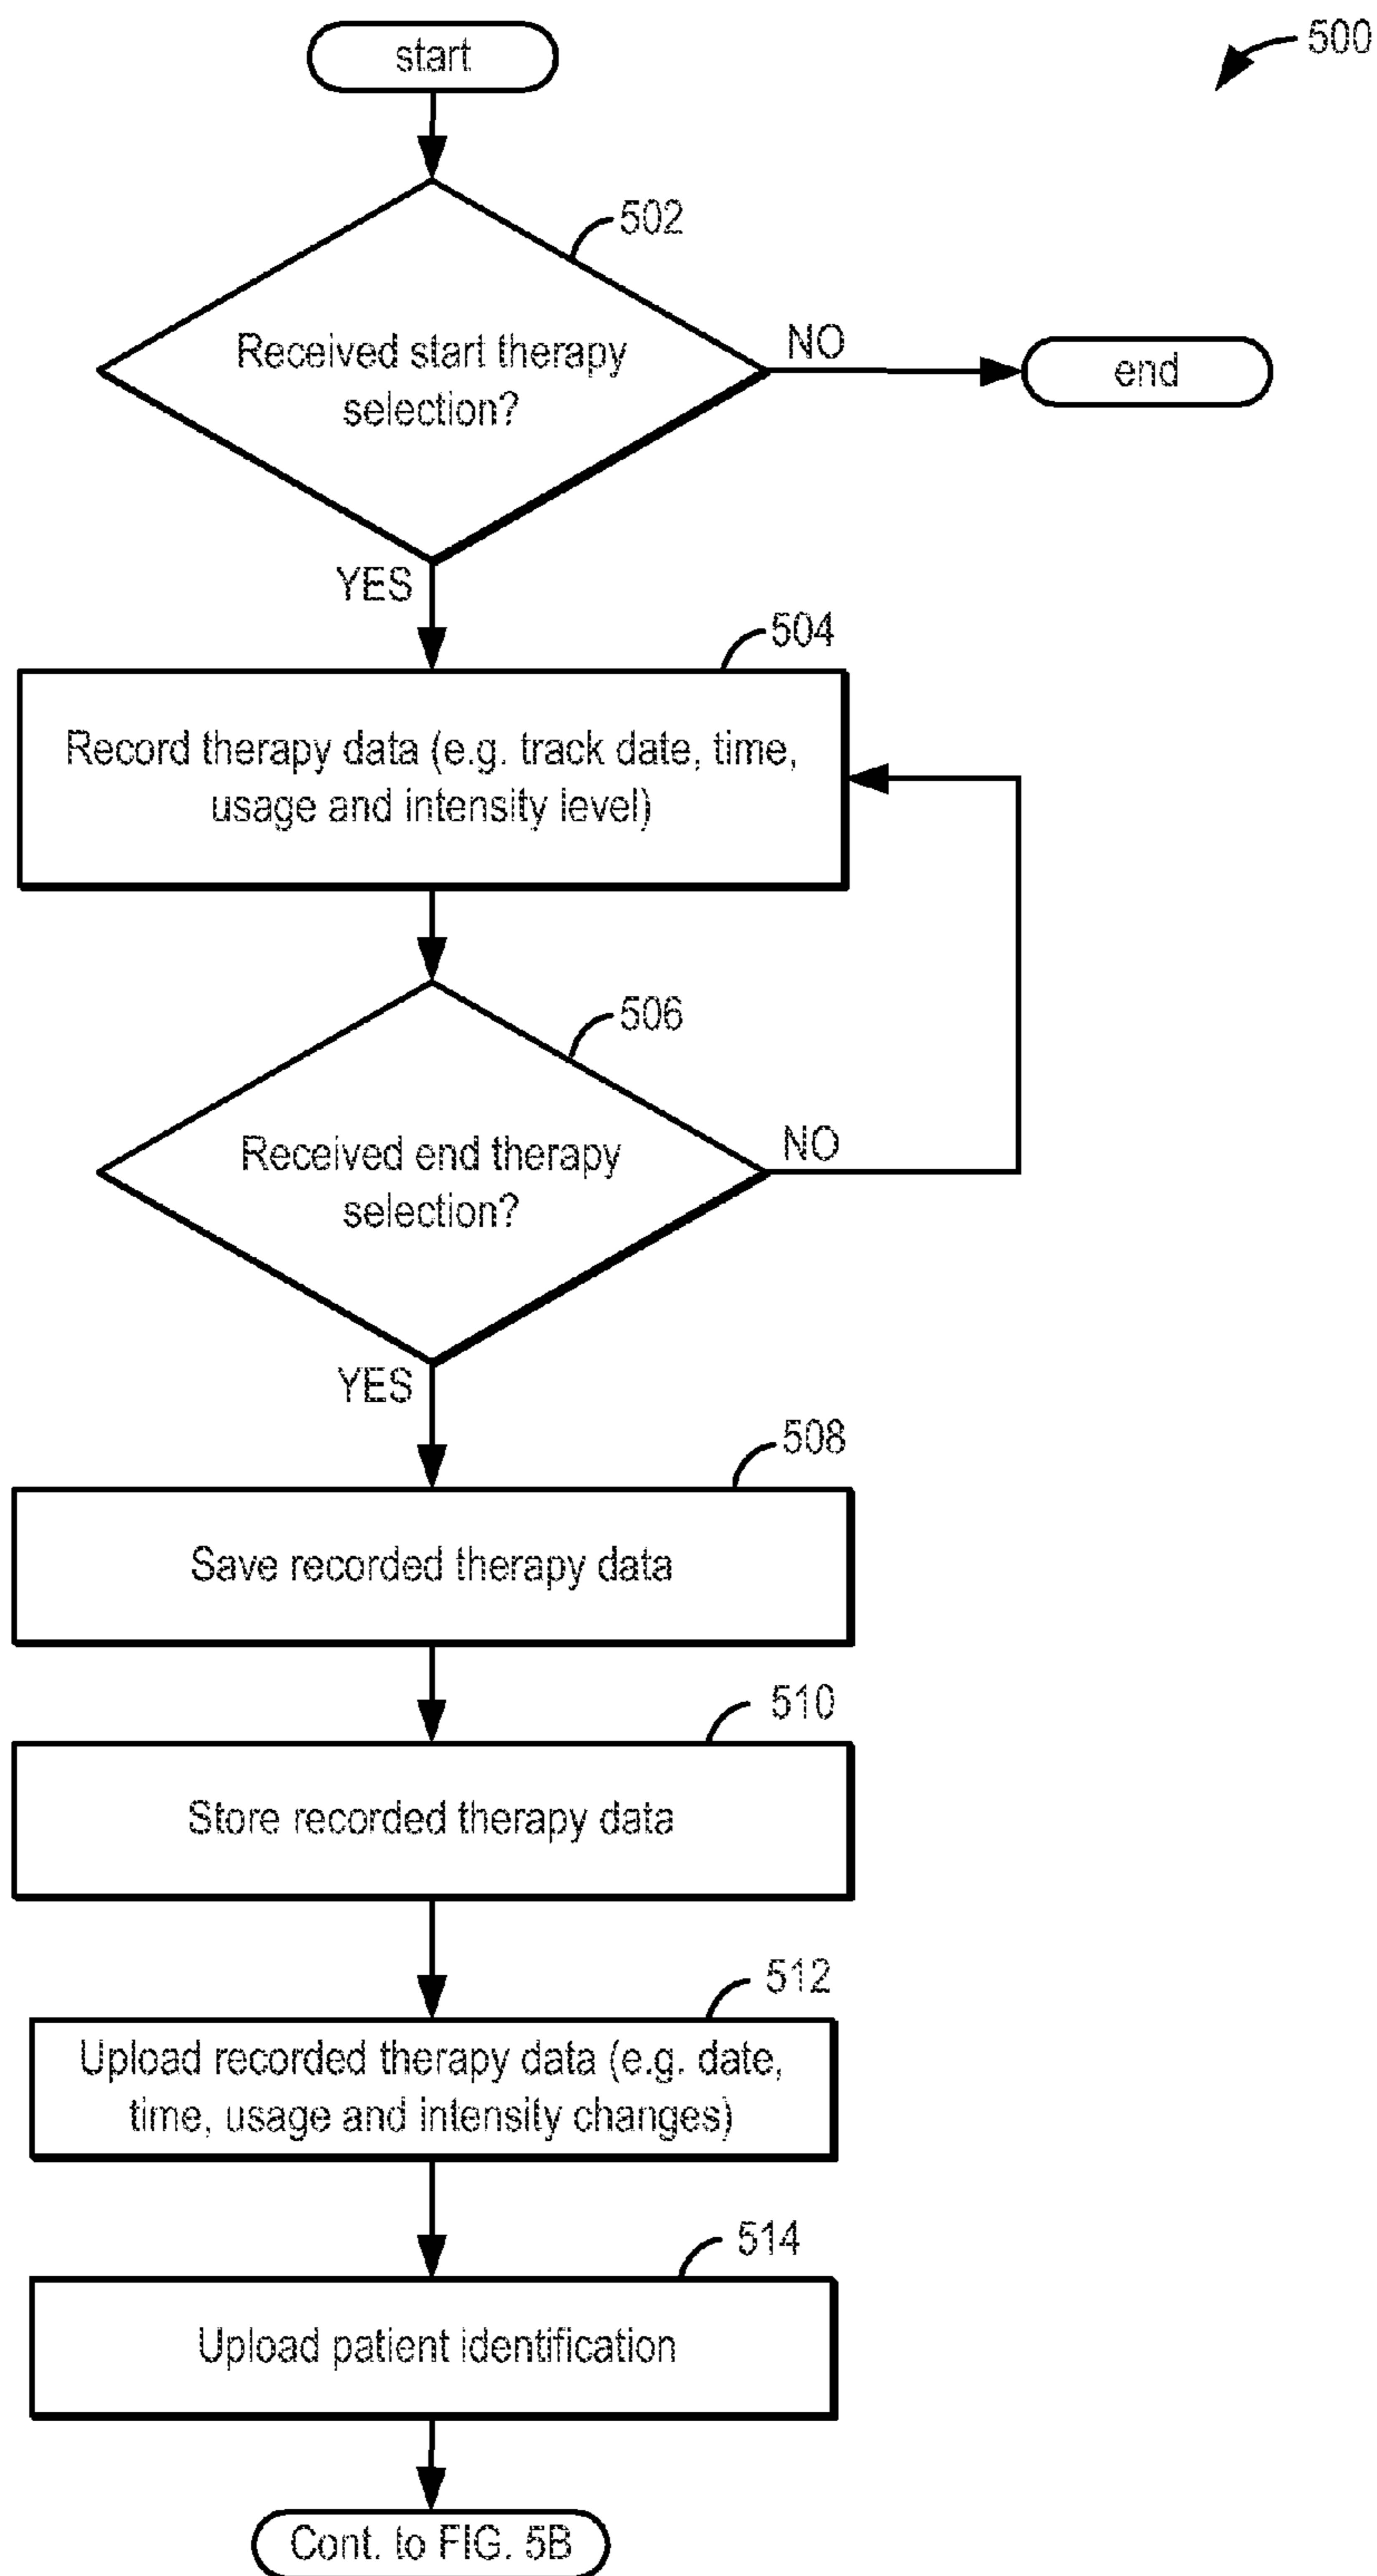 start
500
502
Received start therapy
selection?
NO
end
YES
504
Record therapy data (e.g. track date, time,
usage and intensity level)
506
Received end therapy
selection?
NO
YES
508
Save recorded therapy data
510
Store recorded therapy data
512
Upload recorded therapy data (e.g. date,
time, usage and intensity changes)
514
Upload patient identification
Cont. to FIG. 5B